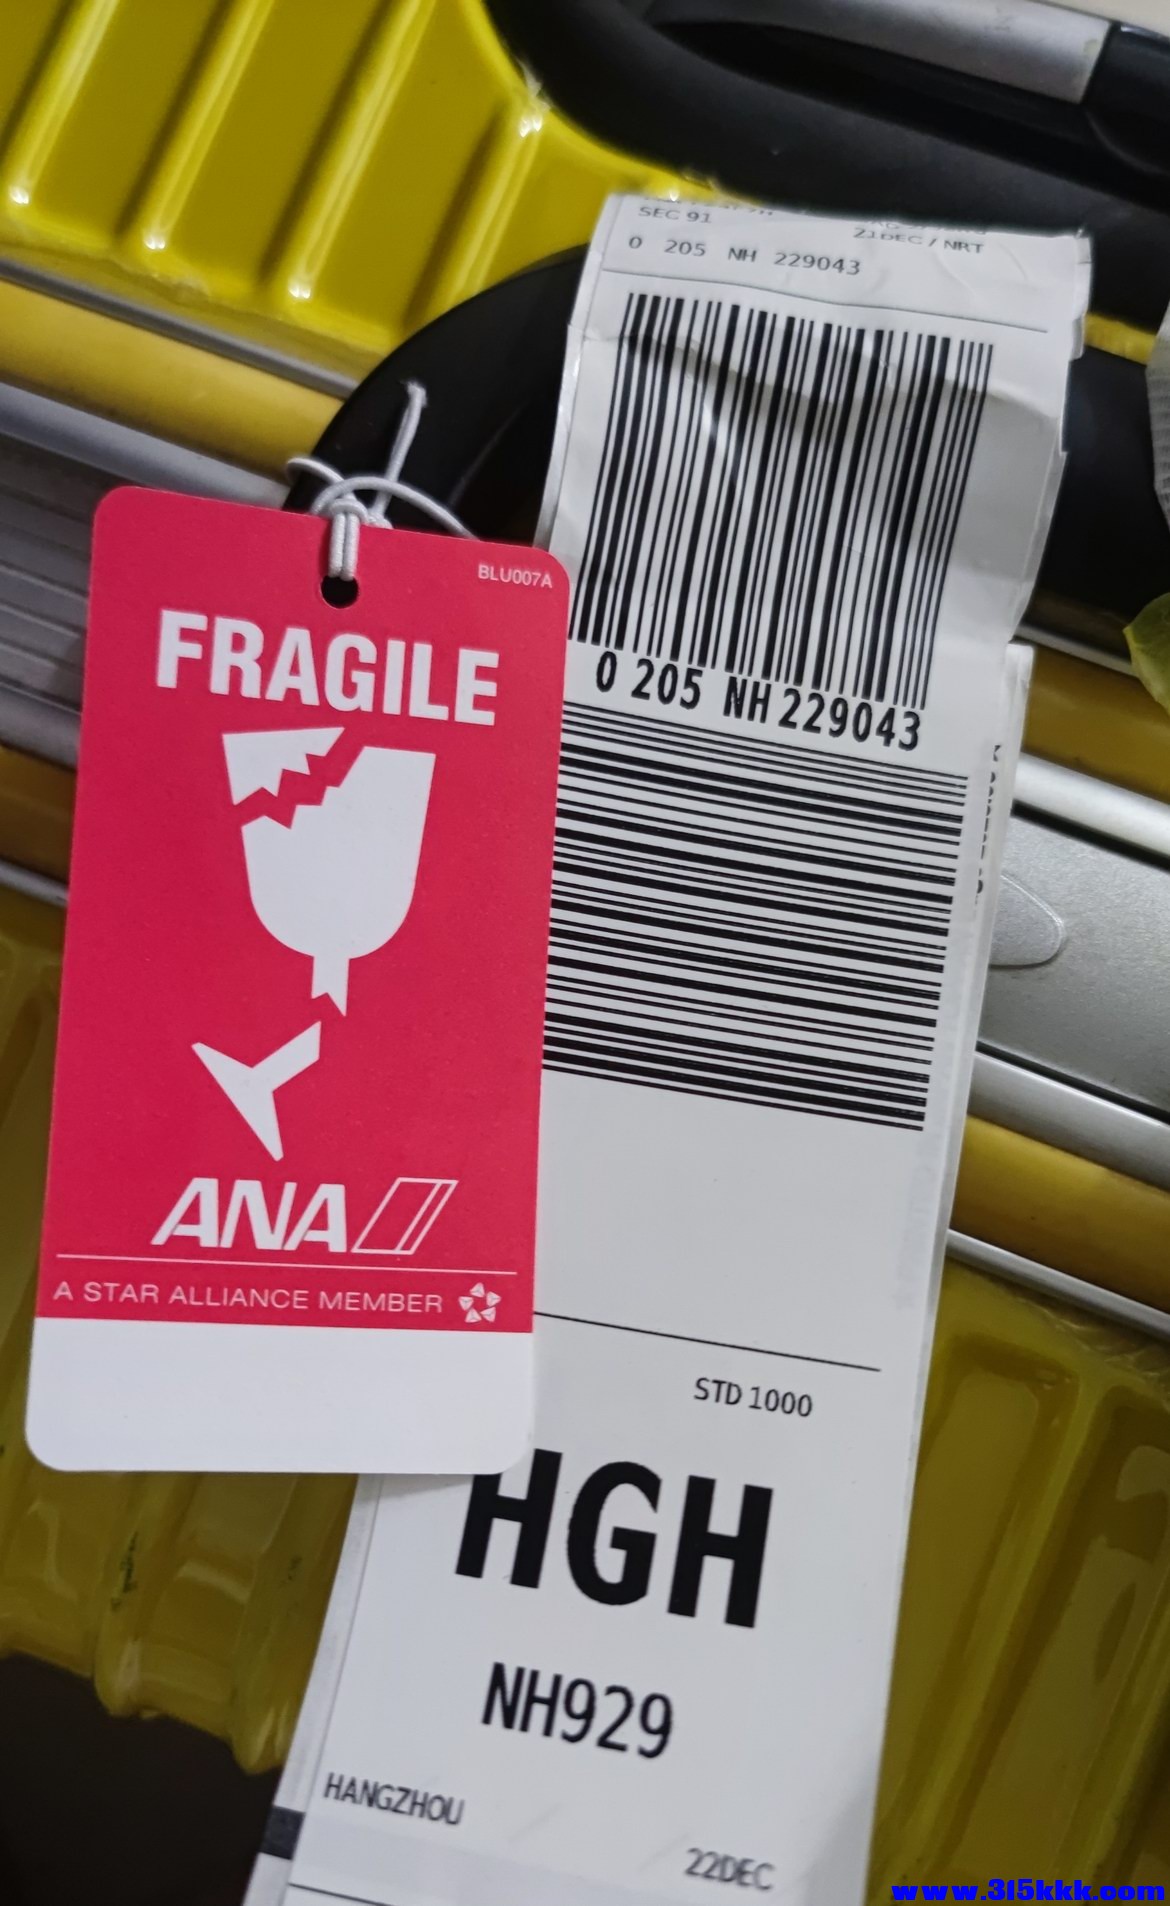 SEC 91
21DEC / NRT
0 205 NH 229043
BLU007A
FRAGILE
0 205 NH 229043
ANA
A STAR ALLIANCE MEMBER
STD 1000
HGH
NH929
HANGZHOU
22DEC
www.315kkk.com